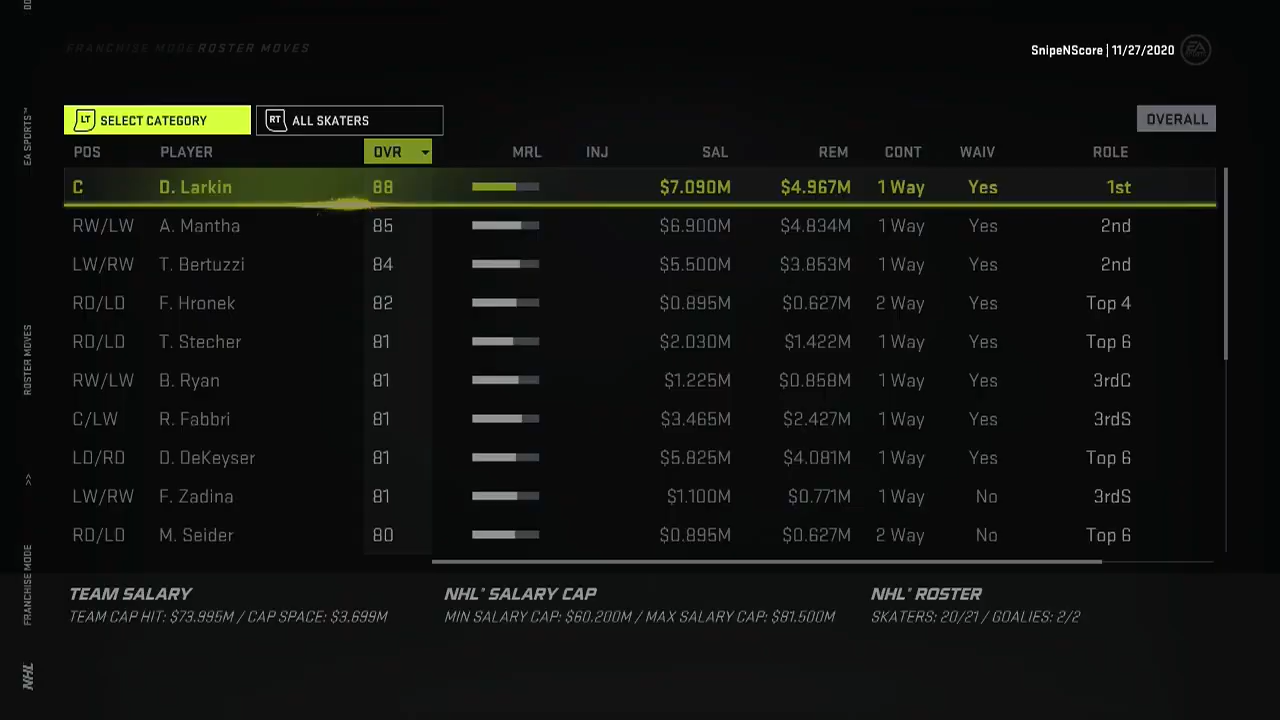 FRANCHISE MODE ROSTER MOVES
SnipeNScore | 11/27/2020
EA SPORTS
LT SELECT CATEGORY RT ALL SKATERS OVERALL
POS PLAYER OVR MRL INJ SAL REM CONT WAIV ROLE
C D. Larkin 88 $7.090M $4.967M 1 Way Yes 1st
RW/LW A. Mantha 85 $6.900M $4.834M 1 Way Yes 2nd
LW/RW T. Bertuzzi 84 $5.500M $3.853M 1 Way Yes 2nd
RD/LD F. Hronek 82 $0.895M $0.627M 2 Way Yes Top 4
RD/LD T. Stecher 81 $2.030M $1.422M 1 Way Yes Top 6
RW/LW B. Ryan 81 $1.225M $0.858M 1 Way Yes 3rdC
C/LW R. Fabbri 81 $3.465M $2.427M 1 Way Yes 3rdS
LD/RD D. DeKeyser 81 $5.825M $4.081M 1 Way Yes Top 6
LW/RW F. Zadina 81 $1.100M $0.771M 1 Way No 3rdS
RD/LD M. Seider 80 $0.895M $0.627M 2 Way No Top 6
TEAM SALARY
TEAM CAP HIT: $73.995M / CAP SPACE: $3.699M
NHL® SALARY CAP
MIN SALARY CAP: $60.200M / MAX SALARY CAP: $81.500M
NHL® ROSTER
SKATERS: 20/21 / GOALIES: 2/2
NHL
FRANCHISE MODE
>>
ROSTER MOVES
EA SPORTS™